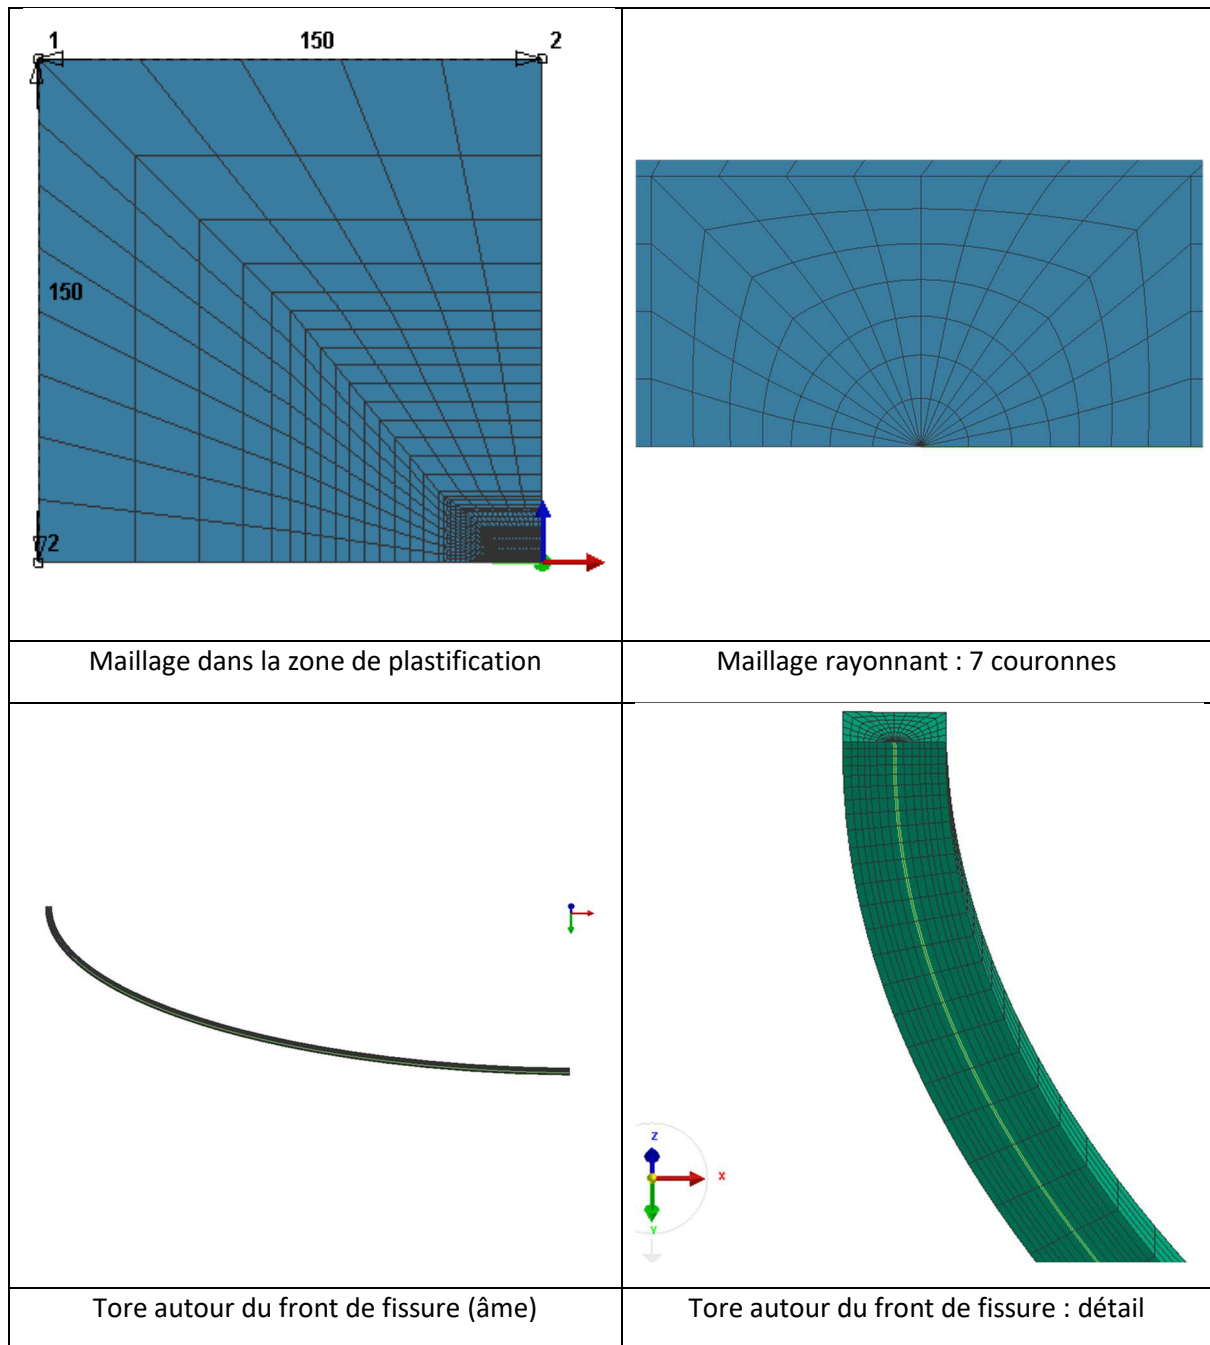 1 150 2
150
2
Maillage dans la zone de plastification
Maillage rayonnant : 7 couronnes
z
x
y
Tore autour du front de fissure (âme)
Tore autour du front de fissure : détail